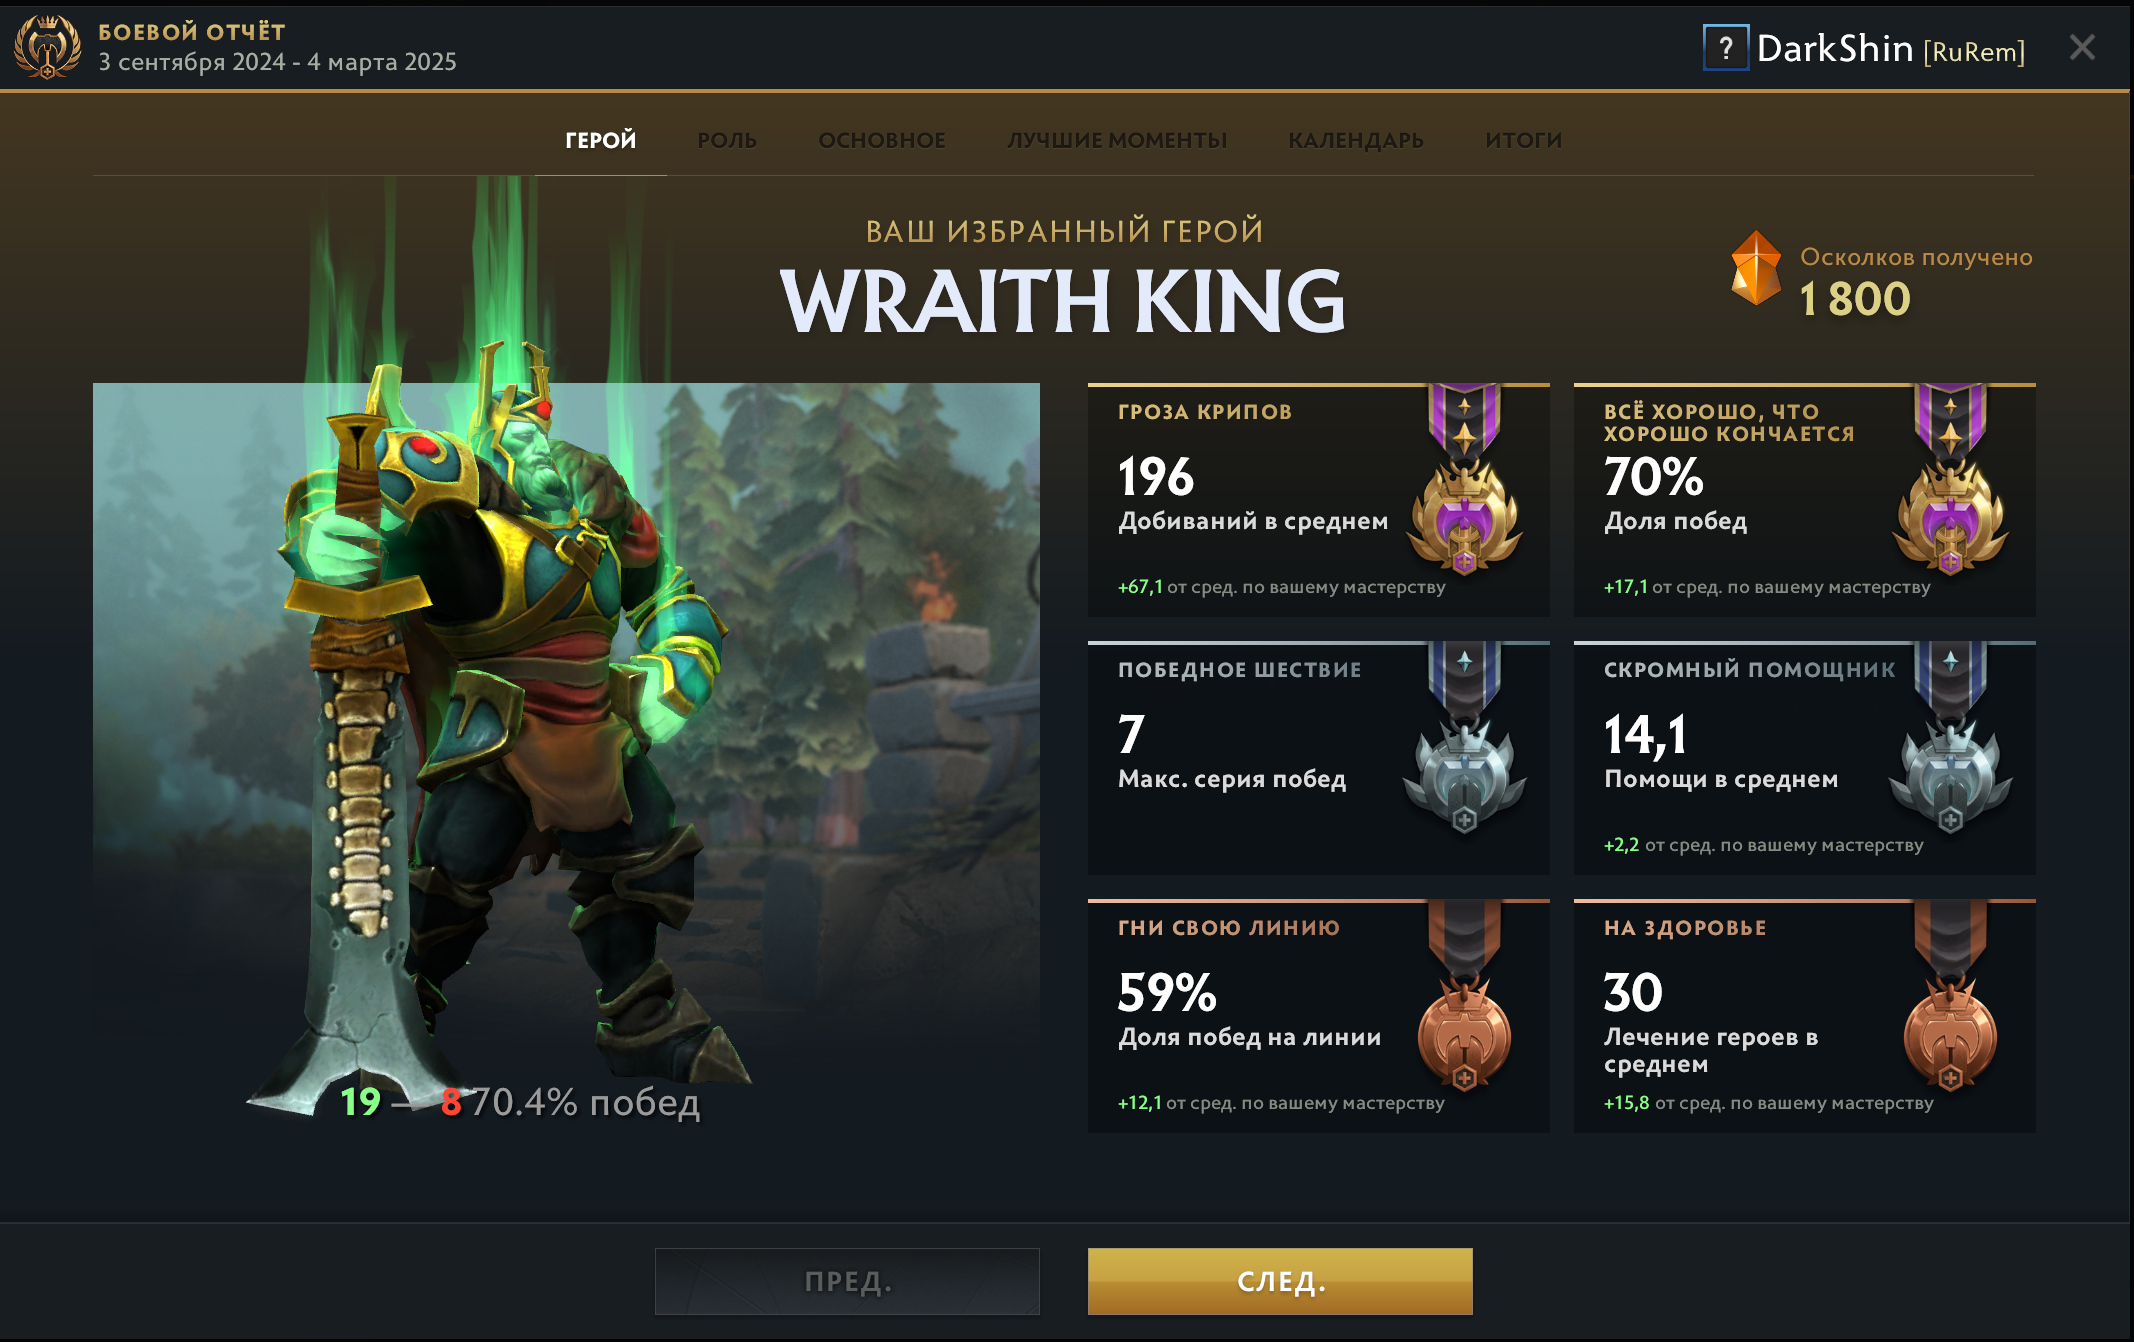 БОЕВОЙ ОТЧЁТ
3 сентября 2024 - 4 марта 2025
? DarkShin [RuRem]
ГЕРОЙ РОЛЬ ОСНОВНОЕ ЛУЧШИЕ МОМЕНТЫ КАЛЕНДАРЬ ИТОГИ
ВАШ ИЗБРАННЫЙ ГЕРОЙ
WRAITH KING
Осколков получено
1 800
ГРОЗА КРИПОВ
196
Добиваний в среднем
+67,1 от сред. по вашему мастерству
ВСЁ ХОРОШО, ЧТО
ХОРОШО КОНЧАЕТСЯ
70%
Доля побед
+17,1 от сред. по вашему мастерству
ПОБЕДНОЕ ШЕСТВИЕ
7
Макс. серия побед
СКРОМНЫЙ ПОМОЩНИК
14,1
Помощи в среднем
+2,2 от сред. по вашему мастерству
ГНИ СВОЮ ЛИНИЮ
59%
Доля побед на линии
+12,1 от сред. по вашему мастерству
НА ЗДОРОВЬЕ
30
Лечение героев в
среднем
+15,8 от сред. по вашему мастерству
19 — 8 70.4% побед
ПРЕД.
СЛЕД.